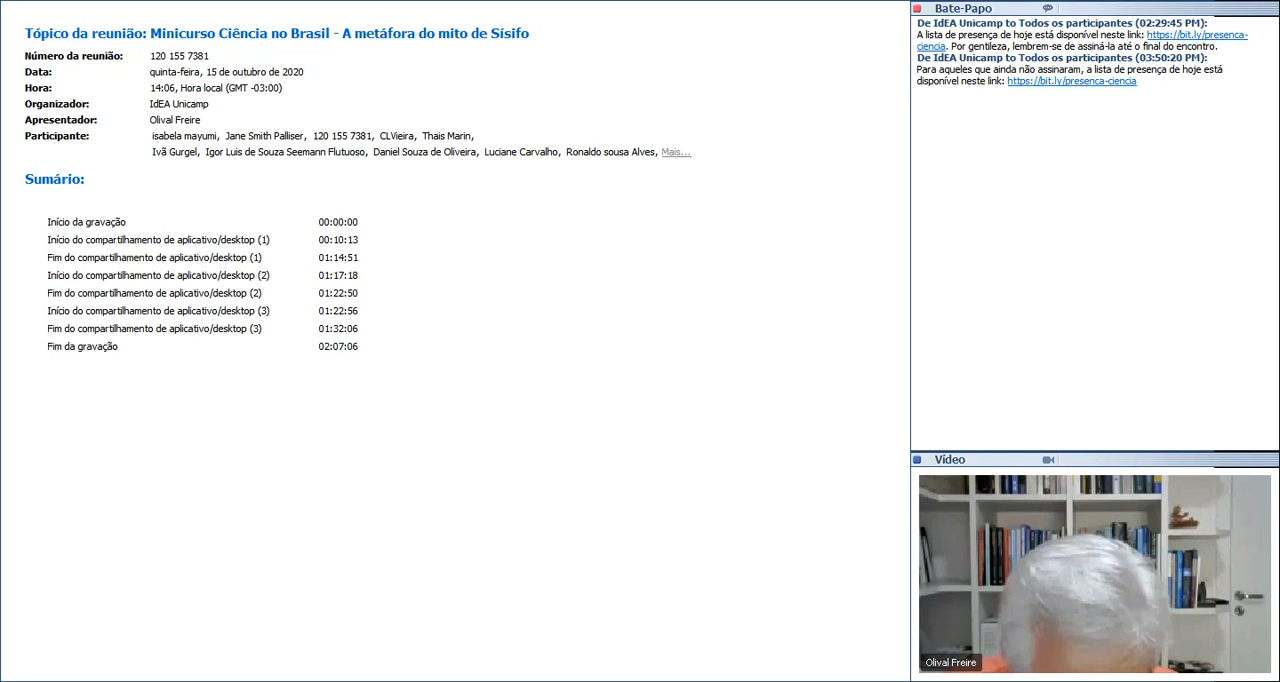 Tópico da reunião: Minicurso Ciência no Brasil - A metáfora do mito de Sísifo
Número da reunião: 120 155 7381
Data: quinta-feira, 15 de outubro de 2020
Hora: 14:06, Hora local (GMT -03:00)
Organizador: IdEA Unicamp
Apresentador: Olival Freire
Participante: isabela mayumi, Jane Smith Palliser, 120 155 7381, CLVieira, Thais Marin,
Ivã Gurgel, Igor Luis de Souza Seemann Flutuoso, Daniel Souza de Oliveira, Luciane Carvalho, Ronaldo sousa Alves, Mais...
Sumário:
Início da gravação 00:00:00
Início do compartilhamento de aplicativo/desktop (1) 00:10:13
Fim do compartilhamento de aplicativo/desktop (1) 01:14:51
Início do compartilhamento de aplicativo/desktop (2) 01:17:18
Fim do compartilhamento de aplicativo/desktop (2) 01:22:50
Início do compartilhamento de aplicativo/desktop (3) 01:22:56
Fim do compartilhamento de aplicativo/desktop (3) 01:32:06
Fim da gravação 02:07:06
Bate-Papo
De IdEA Unicamp to Todos os participantes (02:29:45 PM):
A lista de presença de hoje está disponível neste link: https://bit.ly/presenca-
ciencia. Por gentileza, lembrem-se de assiná-la até o final do encontro.
De IdEA Unicamp to Todos os participantes (03:50:20 PM):
Para aqueles que ainda não assinaram, a lista de presença de hoje está
disponível neste link: https://bit.ly/presenca-ciencia
Vídeo
Olival Freire